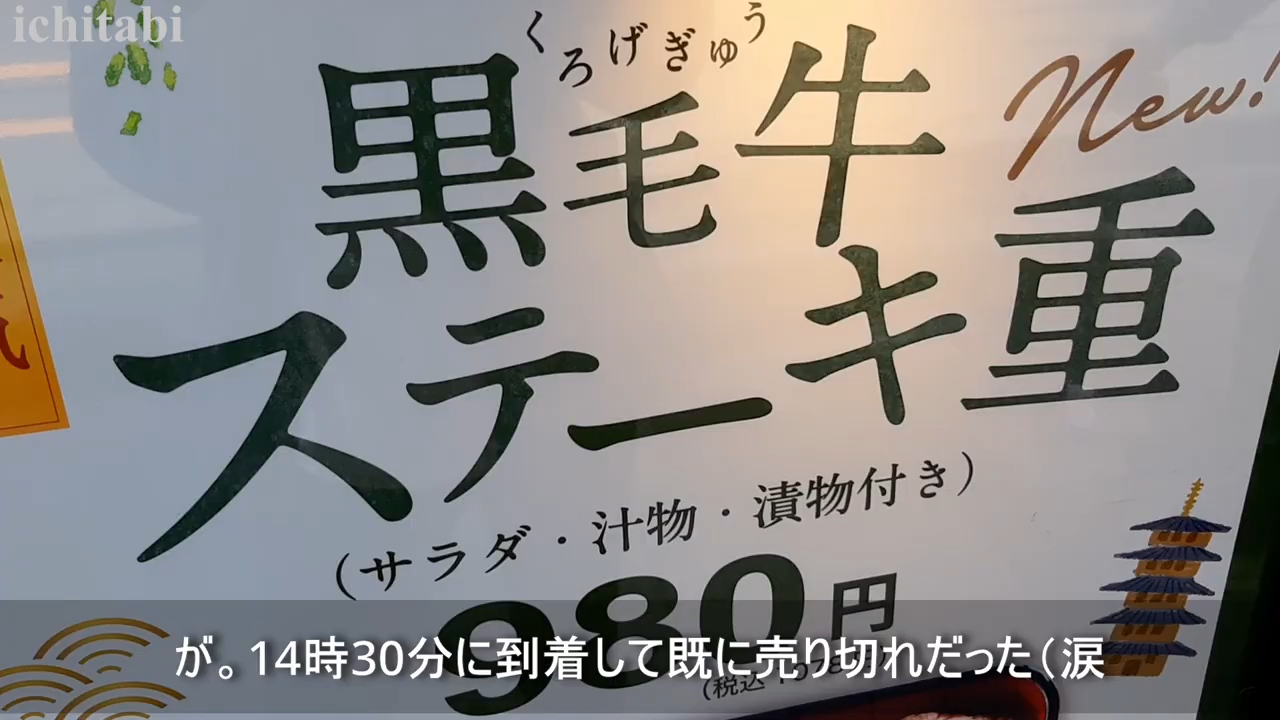 ichitabi
くろげぎゅう
黒毛牛
New!
ステーキ重
(サラダ・汁物・漬物付き)
980円
(税込
が。14時30分に到着して既に売り切れだった(涙